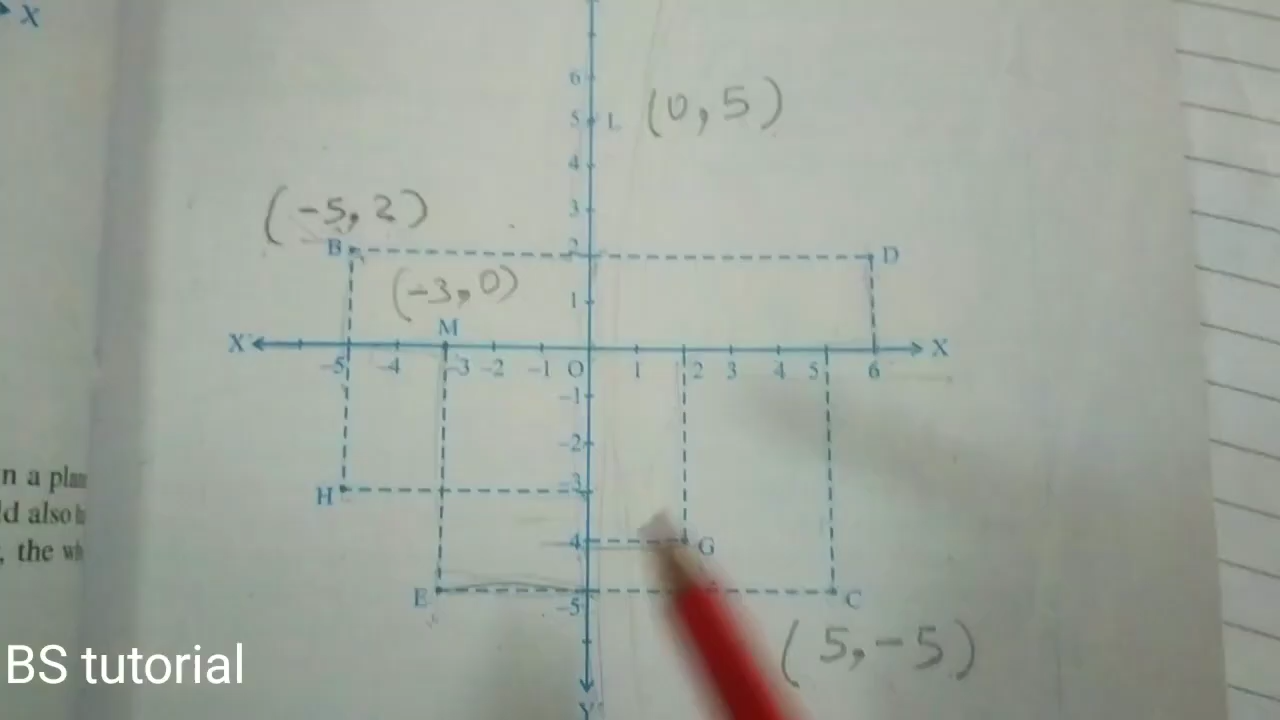 X
6
5 L (0,5)
4
3
(-5,2)
B 2 D
(-3,0)
1
M
X' X
-5 -4 -3 -2 -1 O 1 2 3 4 5 6
-1
-2
-3
H
-4 G
E C
-5
(5,-5)
Y'
n a plan
d also
, the wh
BS tutorial